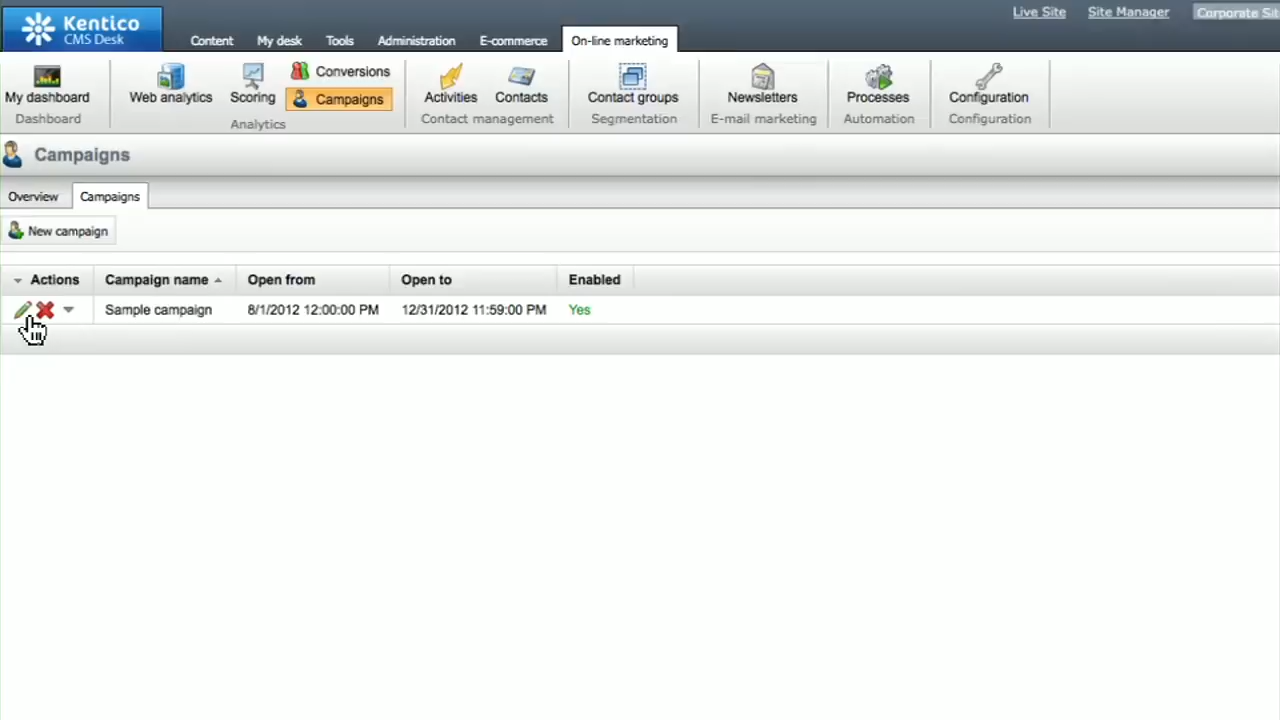 Kentico
CMS Desk
Content My desk Tools Administration E-commerce On-line marketing
Live Site Site Manager Corporate Sit
My dashboard
Dashboard
Web analytics Scoring Conversions Campaigns
Analytics
Activities Contacts
Contact management
Contact groups
Segmentation
Newsletters
E-mail marketing
Processes
Automation
Configuration
Configuration
Campaigns
Overview Campaigns
New campaign
Actions Campaign name Open from Open to Enabled
Sample campaign 8/1/2012 12:00:00 PM 12/31/2012 11:59:00 PM Yes